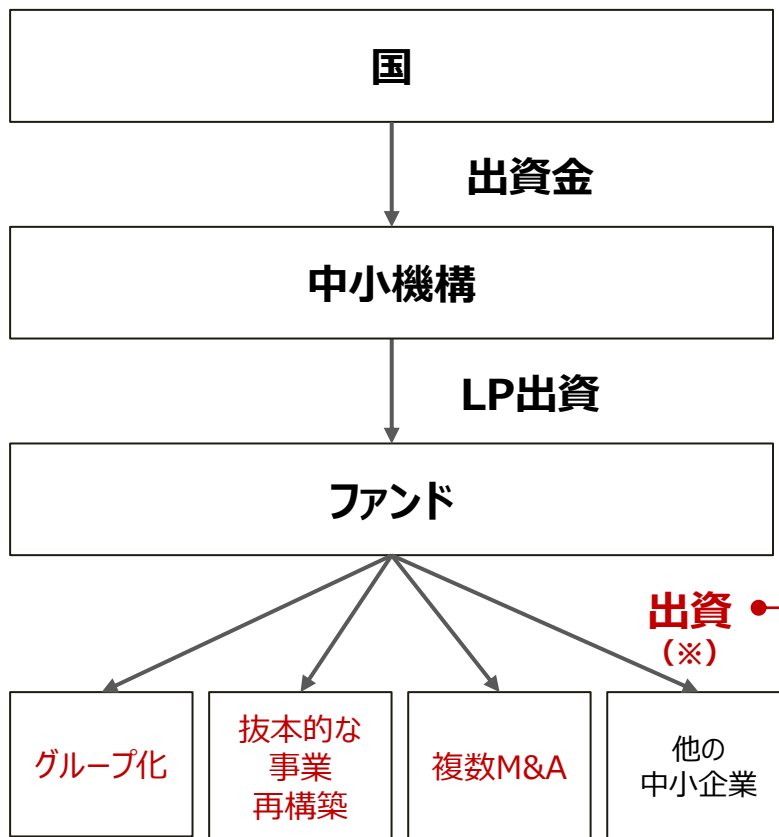 国
出資金
中小機構
LP出資
ファンド
出資
(※)
グループ化
抜本的な
事業
再構築
複数M&A
他の
中小企業